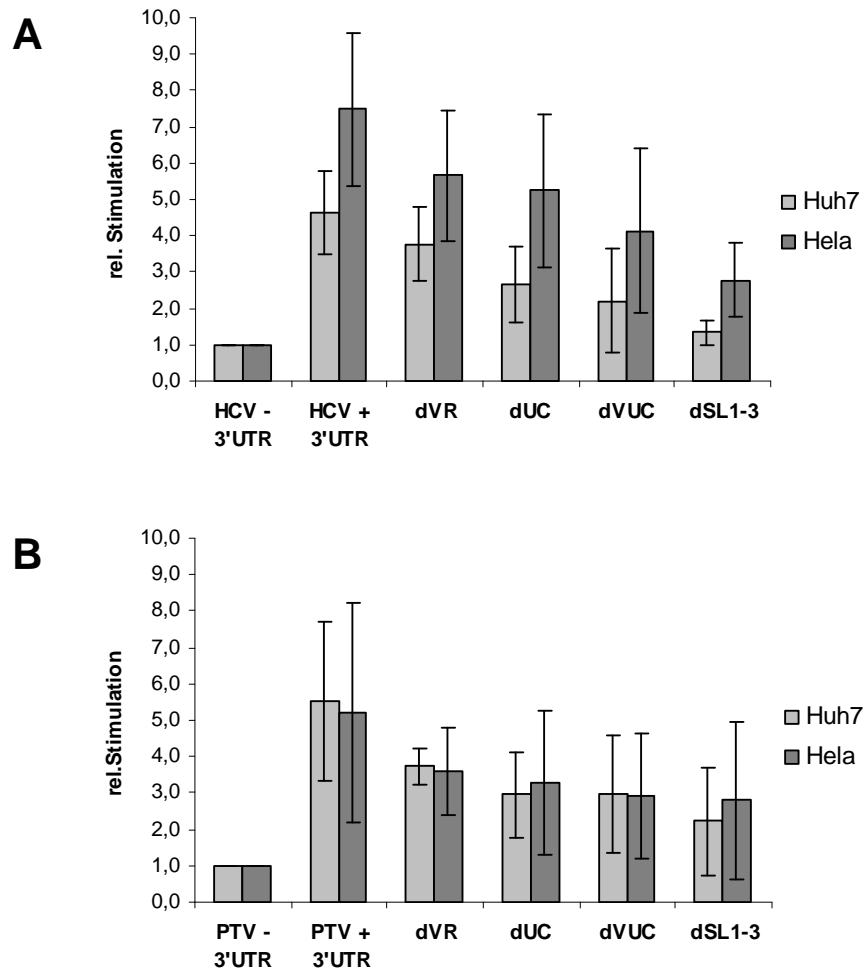 A
rel. Stimulation
10,0
9,0
8,0
7,0
6,0
5,0
4,0
3,0
2,0
1,0
0,0
HCV -
3'UTR
HCV +
3'UTR
dVR
dUC
dVUC
dSL1-3
Huh7
Hela
B
rel.Stimulation
10,0
9,0
8,0
7,0
6,0
5,0
4,0
3,0
2,0
1,0
0,0
PTV -
3'UTR
PTV +
3'UTR
dVR
dUC
dVUC
dSL1-3
Huh7
Hela